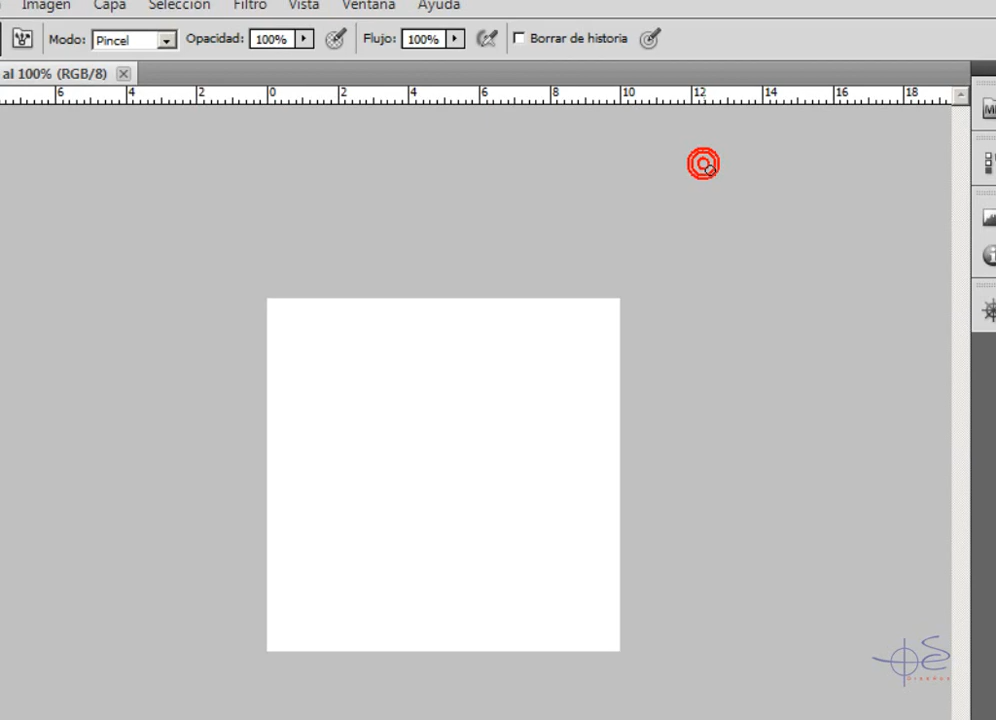 Imagen Capa Selección Filtro Vista Ventana Ayuda
Modo: Pincel Opacidad: 100% Flujo: 100% Borrar de historia
al 100% (RGB/8)
6 4 2 0 2 4 6 8 10 12 14 16 18
DISEÑOS